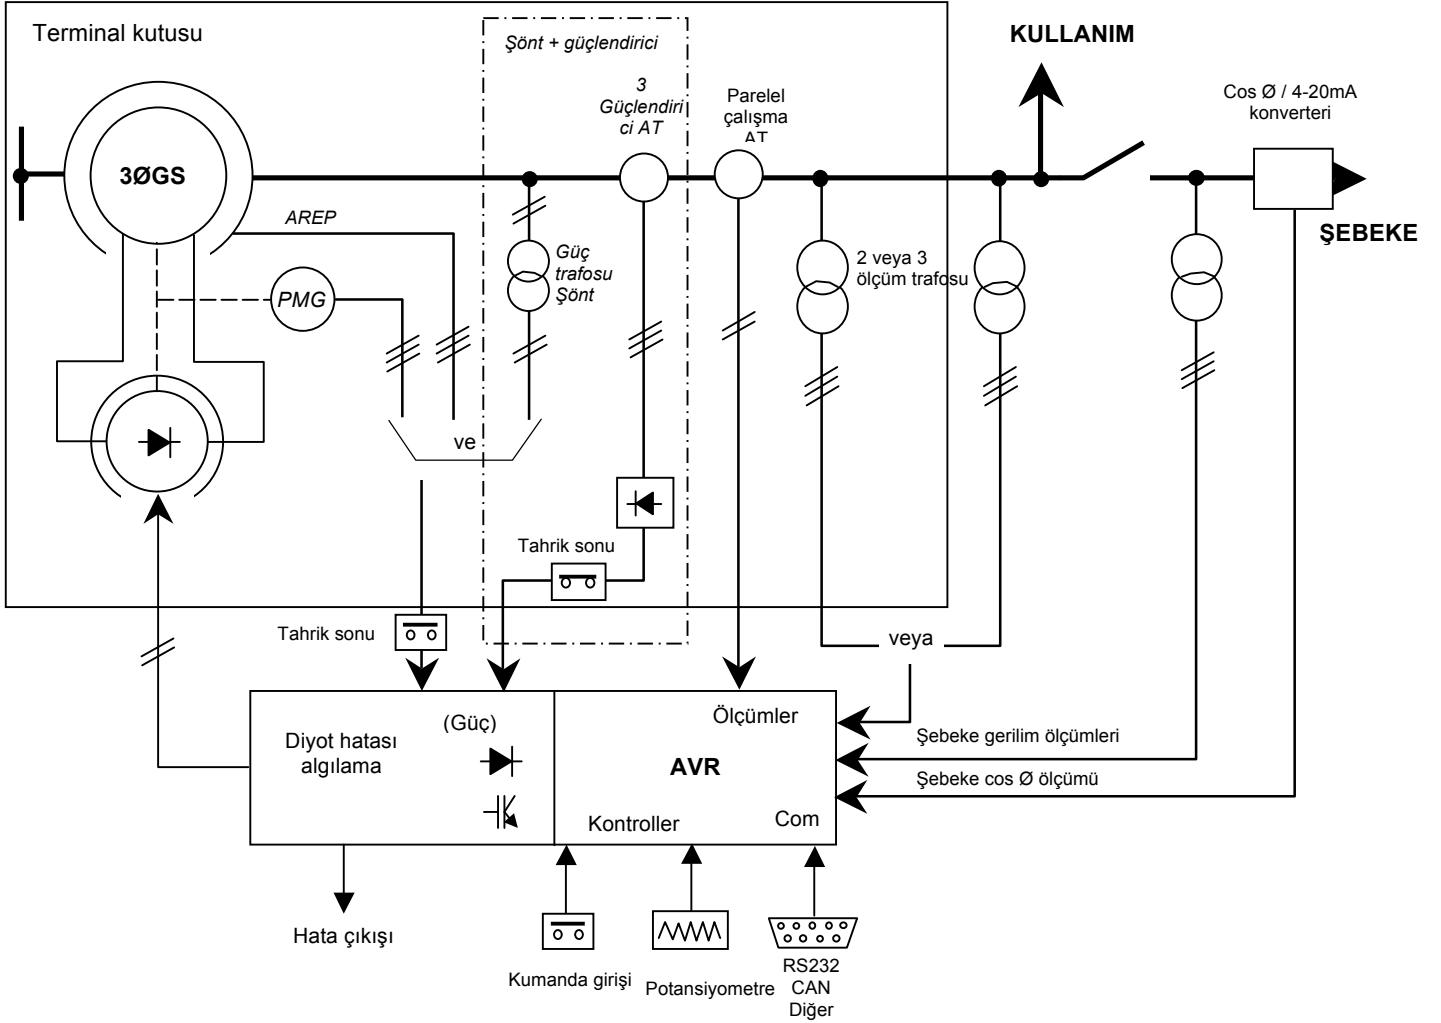 Terminal kutusu
Şönt + güçlendirici
KULLANIM
3
Güçlendiri
ci AT
Parelel
çalışma
AT
Cos Ø / 4-20mA
konverteri
3ØGS
AREP
ŞEBEKE
Güç
trafosu
Şönt
2 veya 3
ölçüm trafosu
PMG
ve
Tahrik sonu
Tahrik sonu
veya
(Güç)
Ölçümler
Diyot hatası
algılama
AVR
Şebeke gerilim ölçümleri
Şebeke cos Ø ölçümü
Kontroller
Com
Hata çıkışı
Kumanda girişi
Potansiyometre
RS232
CAN
Diğer